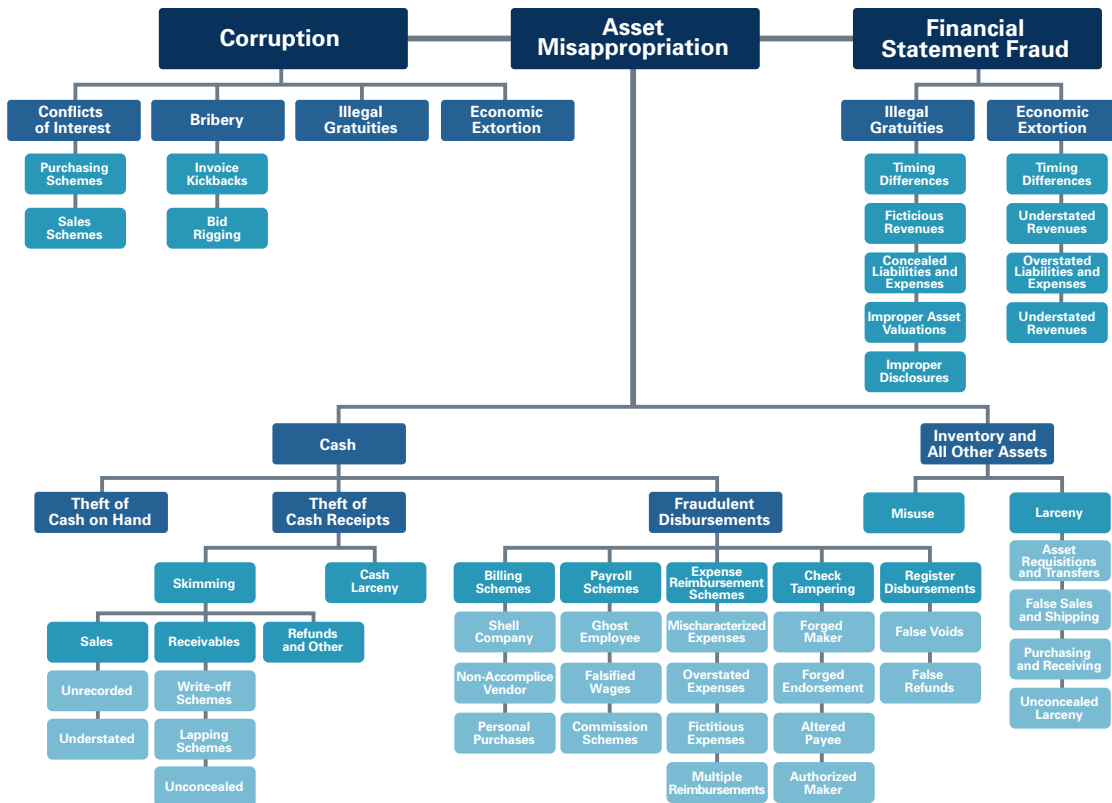 Corruption
Asset
Misappropriation
Financial
Statement Fraud
Conflicts
of Interest
Bribery
Illegal
Gratuities
Economic
Extortion
Illegal
Gratuities
Economic
Extortion
Purchasing
Schemes
Invoice
Kickbacks
Timing
Differences
Timing
Differences
Sales
Schemes
Bid
Rigging
Ficticious
Revenues
Understated
Revenues
Concealed
Liabilities and
Expenses
Overstated
Liabilities and
Expenses
Improper Asset
Valuations
Understated
Revenues
Improper
Disclosures
Cash
Inventory and
All Other Assets
Theft of
Cash on Hand
Theft of
Cash Receipts
Fraudulent
Disbursements
Misuse
Larceny
Skimming
Cash
Larceny
Billing
Schemes
Payroll
Schemes
Expense
Reimbursement
Schemes
Check
Tampering
Register
Disbursements
Asset
Requisitions
and Transfers
Sales
Receivables
Refunds
and Other
Shell
Company
Ghost
Employee
Mischaracterized
Expenses
Forged
Maker
False Voids
False Sales
and Shipping
Unrecorded
Write-off
Schemes
Non-Accomplice
Vendor
Falsified
Wages
Overstated
Expenses
Forged
Endorsement
False
Refunds
Purchasing
and Receiving
Understated
Lapping
Schemes
Personal
Purchases
Commission
Schemes
Fictitious
Expenses
Altered
Payee
Unconcealed
Larceny
Unconcealed
Multiple
Reimbursements
Authorized
Maker